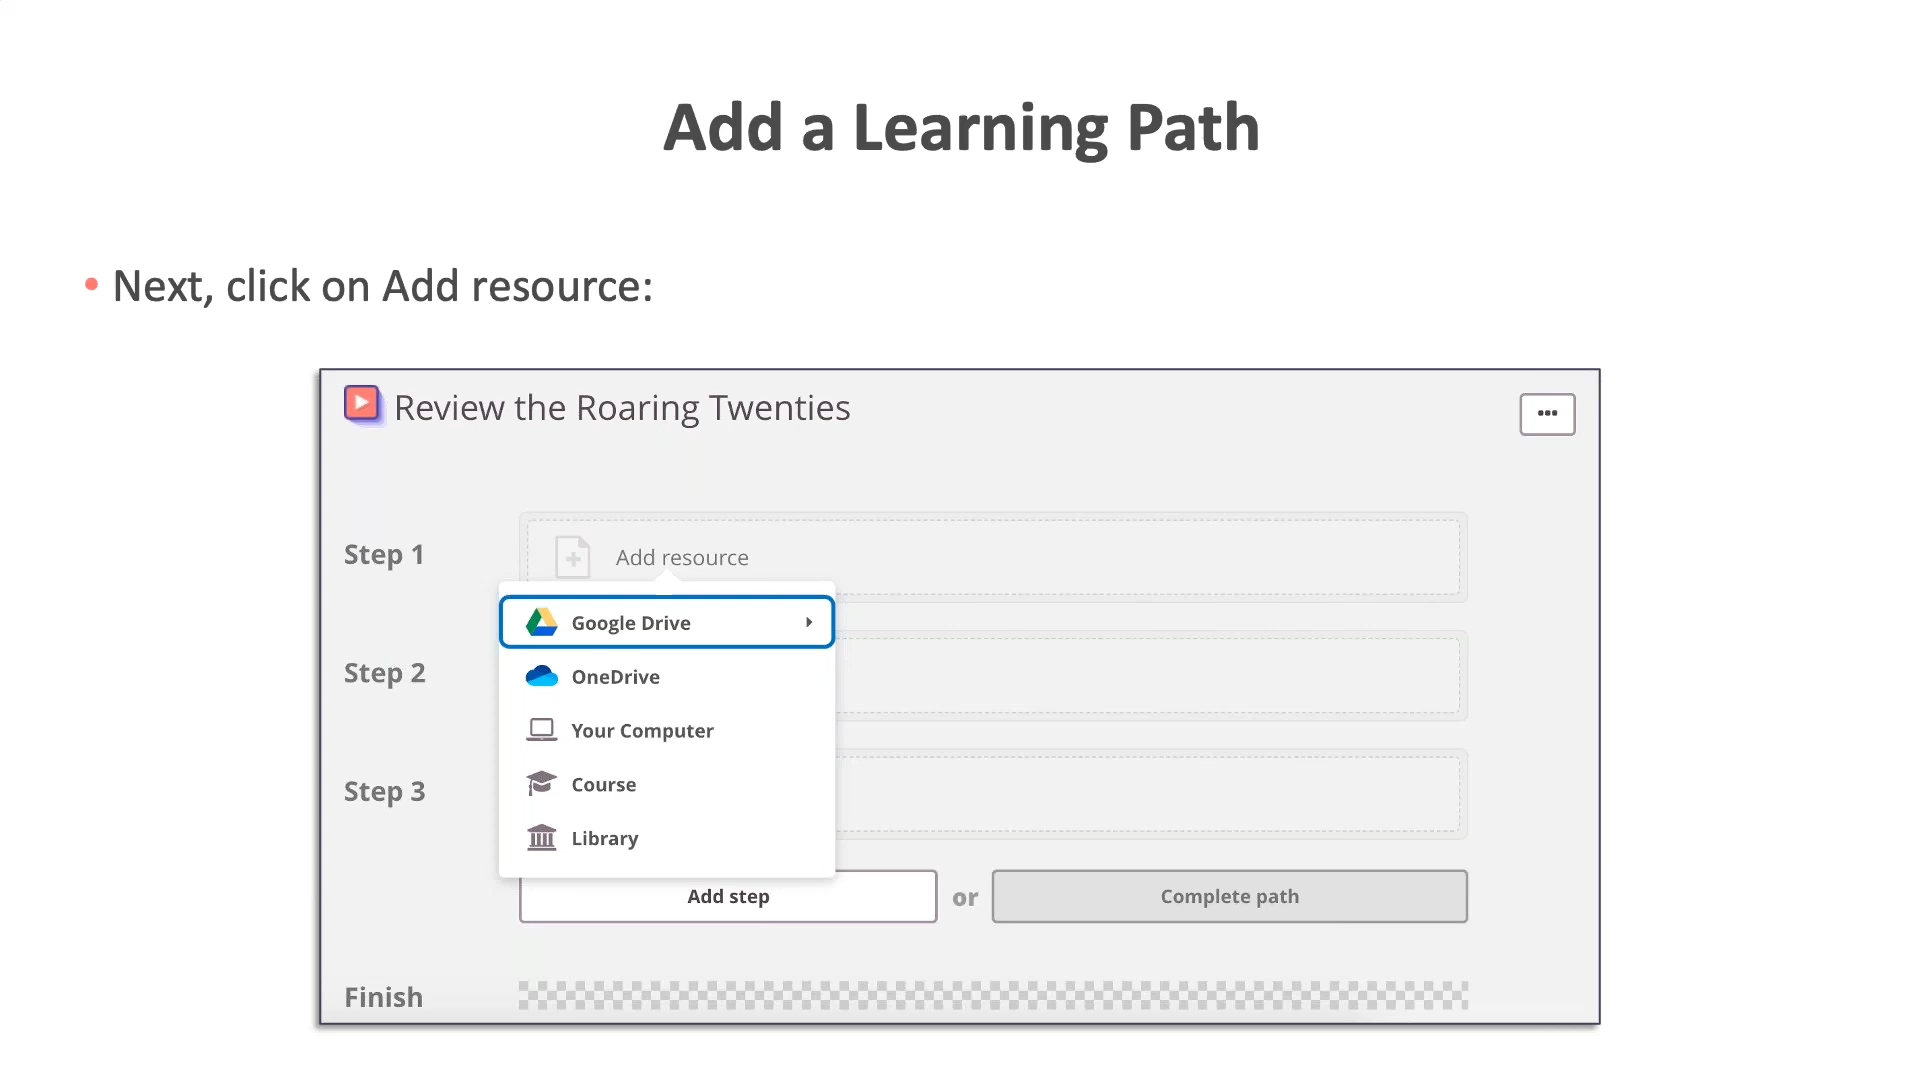 Add a Learning Path
• Next, click on Add resource:
Review the Roaring Twenties
Step 1
Add resource
Google Drive
Step 2
OneDrive
Your Computer
Step 3
Course
Library
Add step or Complete path
Finish